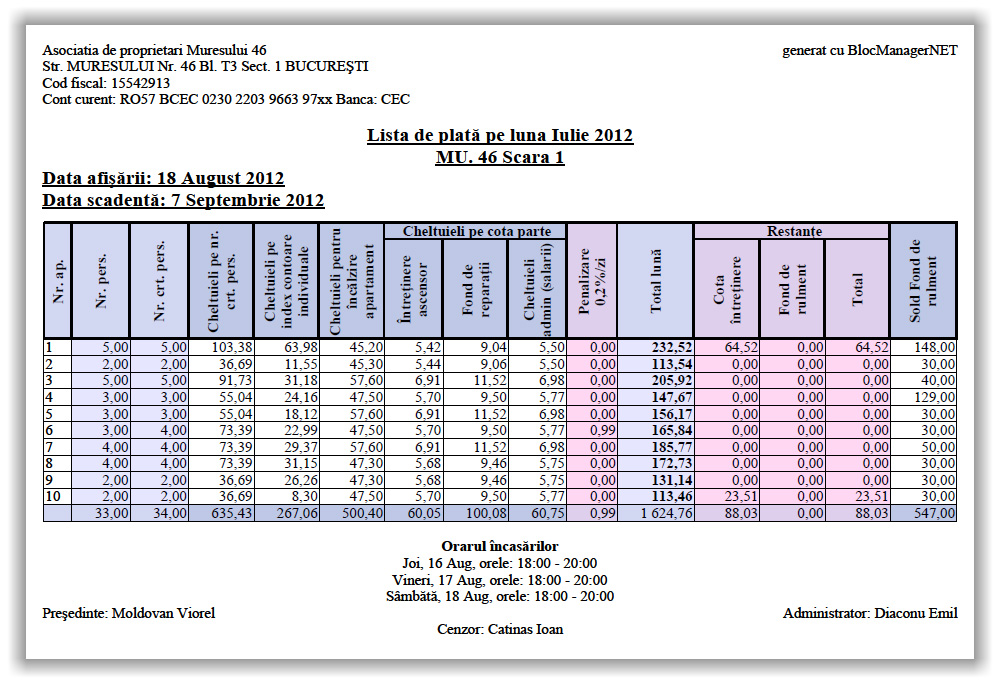 Asociatia de proprietari Muresului 46 generat cu BlocManagerNET
Str. MURESULUI Nr. 46 Bl. T3 Sect. 1 BUCUREŞTI
Cod fiscal: 15542913
Cont curent: RO57 BCEC 0230 2203 9663 97xx Banca: CEC
Lista de plată pe luna Iulie 2012
MU. 46 Scara 1
Data afişării: 18 August 2012
Data scadentă: 7 Septembrie 2012
Nr. ap. Nr. pers. Nr. crt. pers. Cheltuieli pe nr. crt. pers. Cheltuieli pe index contoare individuale Cheltuieli pentru încălzire apartament Cheltuieli pe cota parte Întreţinere ascensor Fond de reparaţii Cheltuieli admin (salarii) Penalizare 0,2%/zi Total lună Restanţe Cota întreţinere Fond de rulment Total Sold Fond de rulment
1 5,00 5,00 103,38 63,98 45,20 5,42 9,04 5,50 0,00 232,52 64,52 0,00 64,52 148,00
2 2,00 2,00 36,69 11,55 45,30 5,44 9,06 5,50 0,00 113,54 0,00 0,00 0,00 30,00
3 5,00 5,00 91,73 31,18 57,60 6,91 11,52 6,98 0,00 205,92 0,00 0,00 0,00 40,00
4 3,00 3,00 55,04 24,16 47,50 5,70 9,50 5,77 0,00 147,67 0,00 0,00 0,00 129,00
5 3,00 3,00 55,04 18,12 57,60 6,91 11,52 6,98 0,00 156,17 0,00 0,00 0,00 30,00
6 3,00 4,00 73,39 22,99 47,50 5,70 9,50 5,77 0,99 165,84 0,00 0,00 0,00 30,00
7 4,00 4,00 73,39 29,37 57,60 6,91 11,52 6,98 0,00 185,77 0,00 0,00 0,00 50,00
8 4,00 4,00 73,39 31,15 47,30 5,68 9,46 5,75 0,00 172,73 0,00 0,00 0,00 30,00
9 2,00 2,00 36,69 26,26 47,30 5,68 9,46 5,75 0,00 131,14 0,00 0,00 0,00 30,00
10 2,00 2,00 36,69 8,30 47,50 5,70 9,50 5,77 0,00 113,46 23,51 0,00 23,51 30,00
33,00 34,00 635,43 267,06 500,40 60,05 100,08 60,75 0,99 1 624,76 88,03 0,00 88,03 547,00
Orarul încasărilor
Joi, 16 Aug, orele: 18:00 - 20:00
Vineri, 17 Aug, orele: 18:00 - 20:00
Sâmbătă, 18 Aug, orele: 18:00 - 20:00
Preşedinte: Moldovan Viorel Administrator: Diaconu Emil
Cenzor: Catinas Ioan